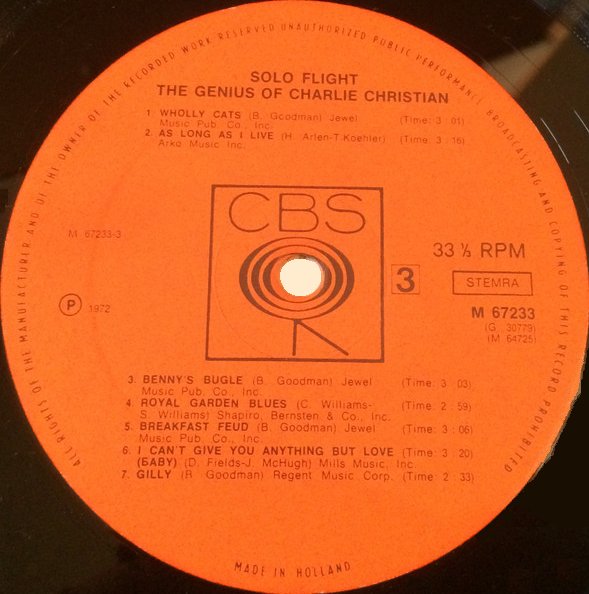 ALL RIGHTS OF THE MANUFACTURER AND OF THE OWNER OF THE RECORDED WORK RESERVED UNAUTHORIZED PUBLIC PERFORMANCE BROADCASTING AND COPYING OF THIS RECORD PROHIBITED
SOLO FLIGHT
THE GENIUS OF CHARLIE CHRISTIAN
1. WHOLLY CATS (B. Goodman) Jewel (Time: 3 : 01)
Music Pub. Co., Inc.
2. AS LONG AS I LIVE (H. Arlen-T.Koehler) (Time: 3 : 16)
Arko Music Inc.
CBS
M 67233-3
33 ⅓ RPM
3
STEMRA
Ⓟ 1972
M 67233
(G. 30779)
(M 64725)
3. BENNY'S BUGLE (B. Goodman) Jewel (Time: 3 : 03)
Music Pub. Co., Inc.
4. ROYAL GARDEN BLUES (C. Williams- (Time: 2 : 59)
S. Williams) Shapiro, Bernsten & Co., Inc.
5. BREAKFAST FEUD (B. Goodman) Jewel (Time: 3 : 06)
Music Pub. Co., Inc.
6. I CAN'T GIVE YOU ANYTHING BUT LOVE (Time: 3 : 20)
(БАВУ) (D. Fields-J. McHugh) Mills Music, Inc.
7. GILLY (R. Goodman) Regent Music Corp. (Time: 2 : 33)
MADE IN HOLLAND